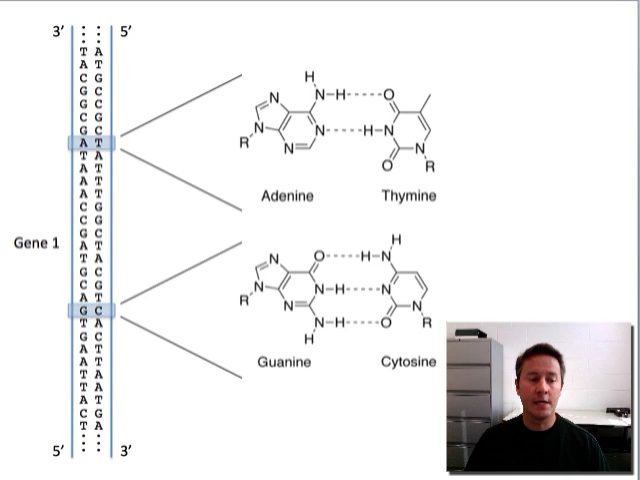 3’ 5’
T A
A T
C G
G C
G C
C G
G C
A T
T A
A T
A T
A T
C G
C G
G C
A T
T A
G C
C G
A T
G C
T A
G C
A T
A T
T A
T A
A T
C G
T A
5’ 3’
Gene 1
H
N N H O
N N H N
R N O N
R
Adenine Thymine
H
N O H N
N N H N
R N O N
N H R
H
Guanine Cytosine